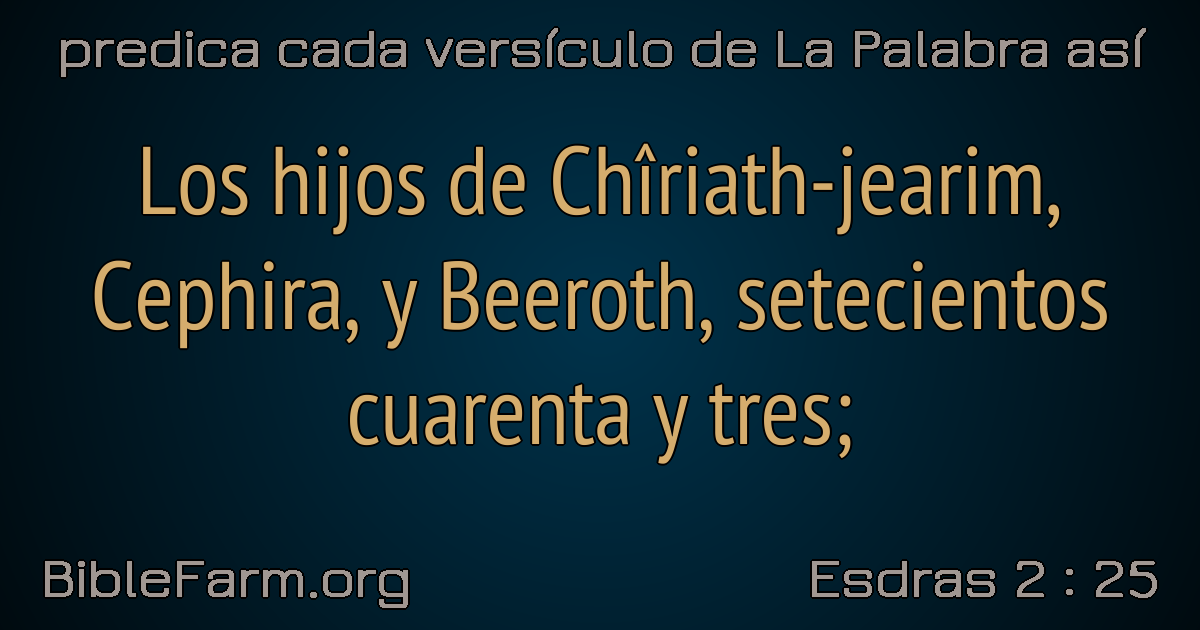 predica cada versículo de La Palabra así
Los hijos de Chîriath-jearim,
Cephira, y Beeroth, setecientos
cuarenta y tres;
BibleFarm.org
Esdras 2 : 25